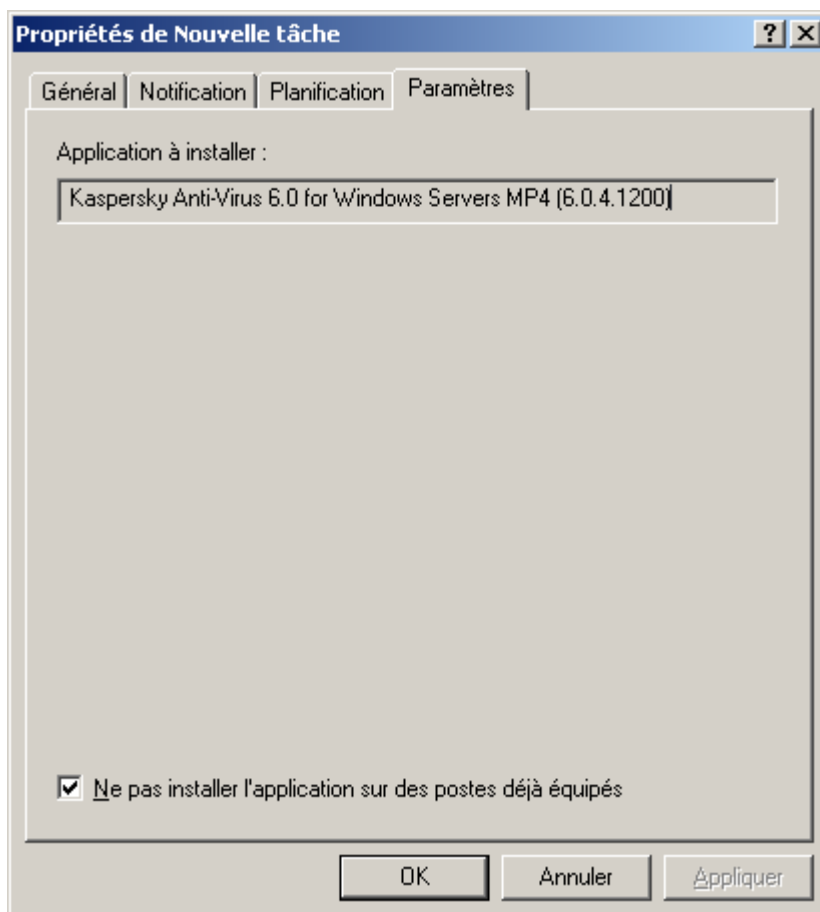 Propriétés de Nouvelle tâche
Général Notification Planification Paramètres
Application à installer :
Kaspersky Anti-Virus 6.0 for Windows Servers MP4 (6.0.4.1200)
Ne pas installer l'application sur des postes déjà équipés
OK Annuler Appliquer